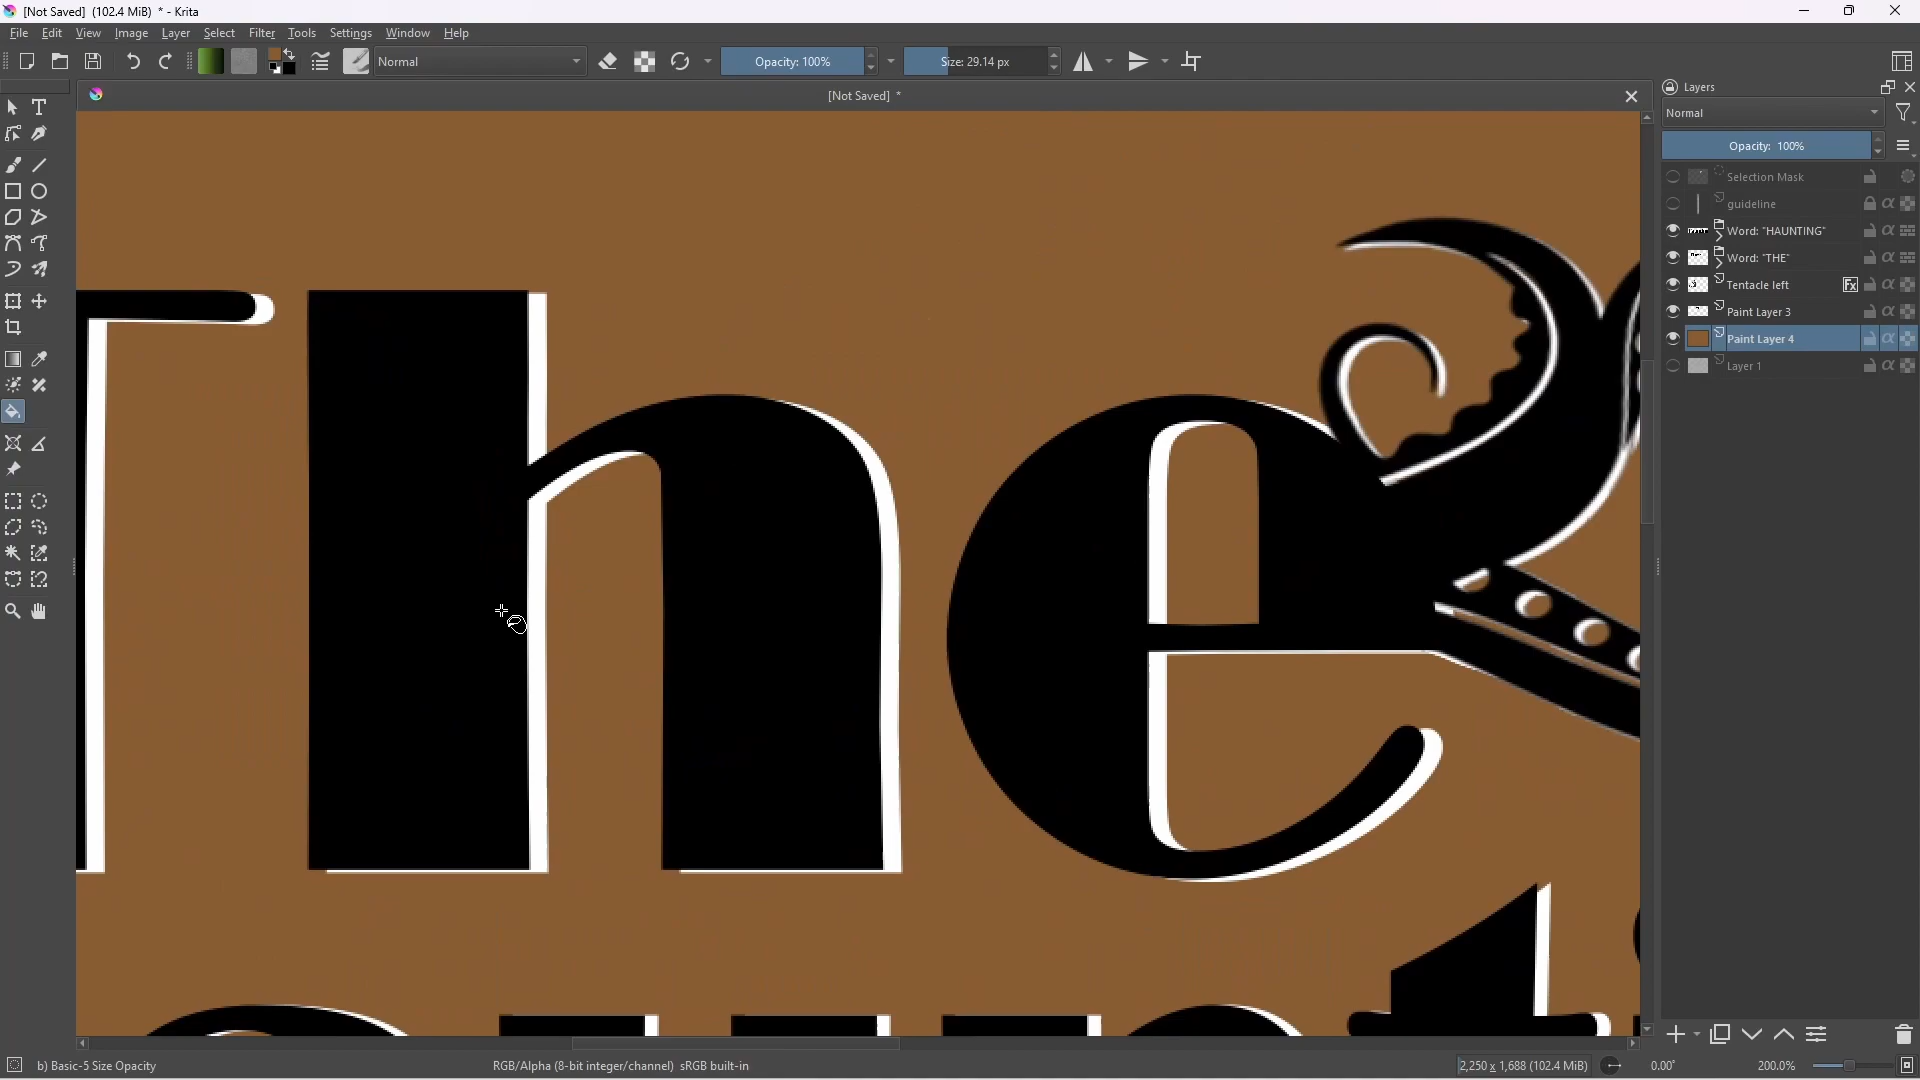 [Not Saved] (102.4 MiB) * - Krita
File Edit View Image Layer Select Filter Tools Settings Window Help
Normal
Opacity: 100%
Size: 29.14 px
[Not Saved] *
Layers
Normal
Opacity: 100%
Selection Mask
guideline
Word: "HAUNTING"
Word: "THE"
Tentacle left
Fx
Paint Layer 3
Paint Layer 4
Layer 1
The
b) Basic-5 Size Opacity
RGB/Alpha (8-bit integer/channel) sRGB built-in
2,250 x 1,688 (102.4 MiB)
0.00°
200.0%